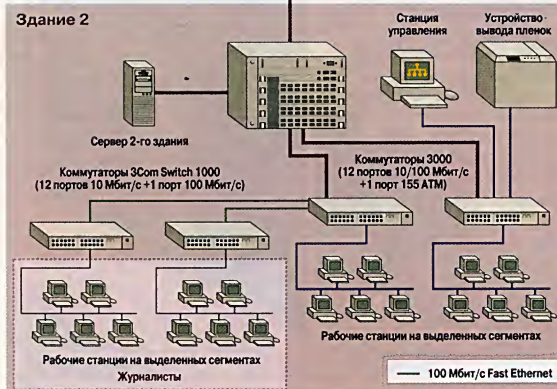 Здание 2
Станция
управления
Устройство
вывода пленок
Сервер 2-го здания
Коммутаторы 3Com Switch 1000
(12 портов 10 Мбит/с +1 порт 100 Мбит/с)
Коммутаторы 3000
(12 портов 10/100 Мбит/с
+1 порт 155 ATM)
Рабочие станции на выделенных сегментах
Журналисты
Рабочие станции на выделенных сегментах
100 Мбит/с Fast Ethernet